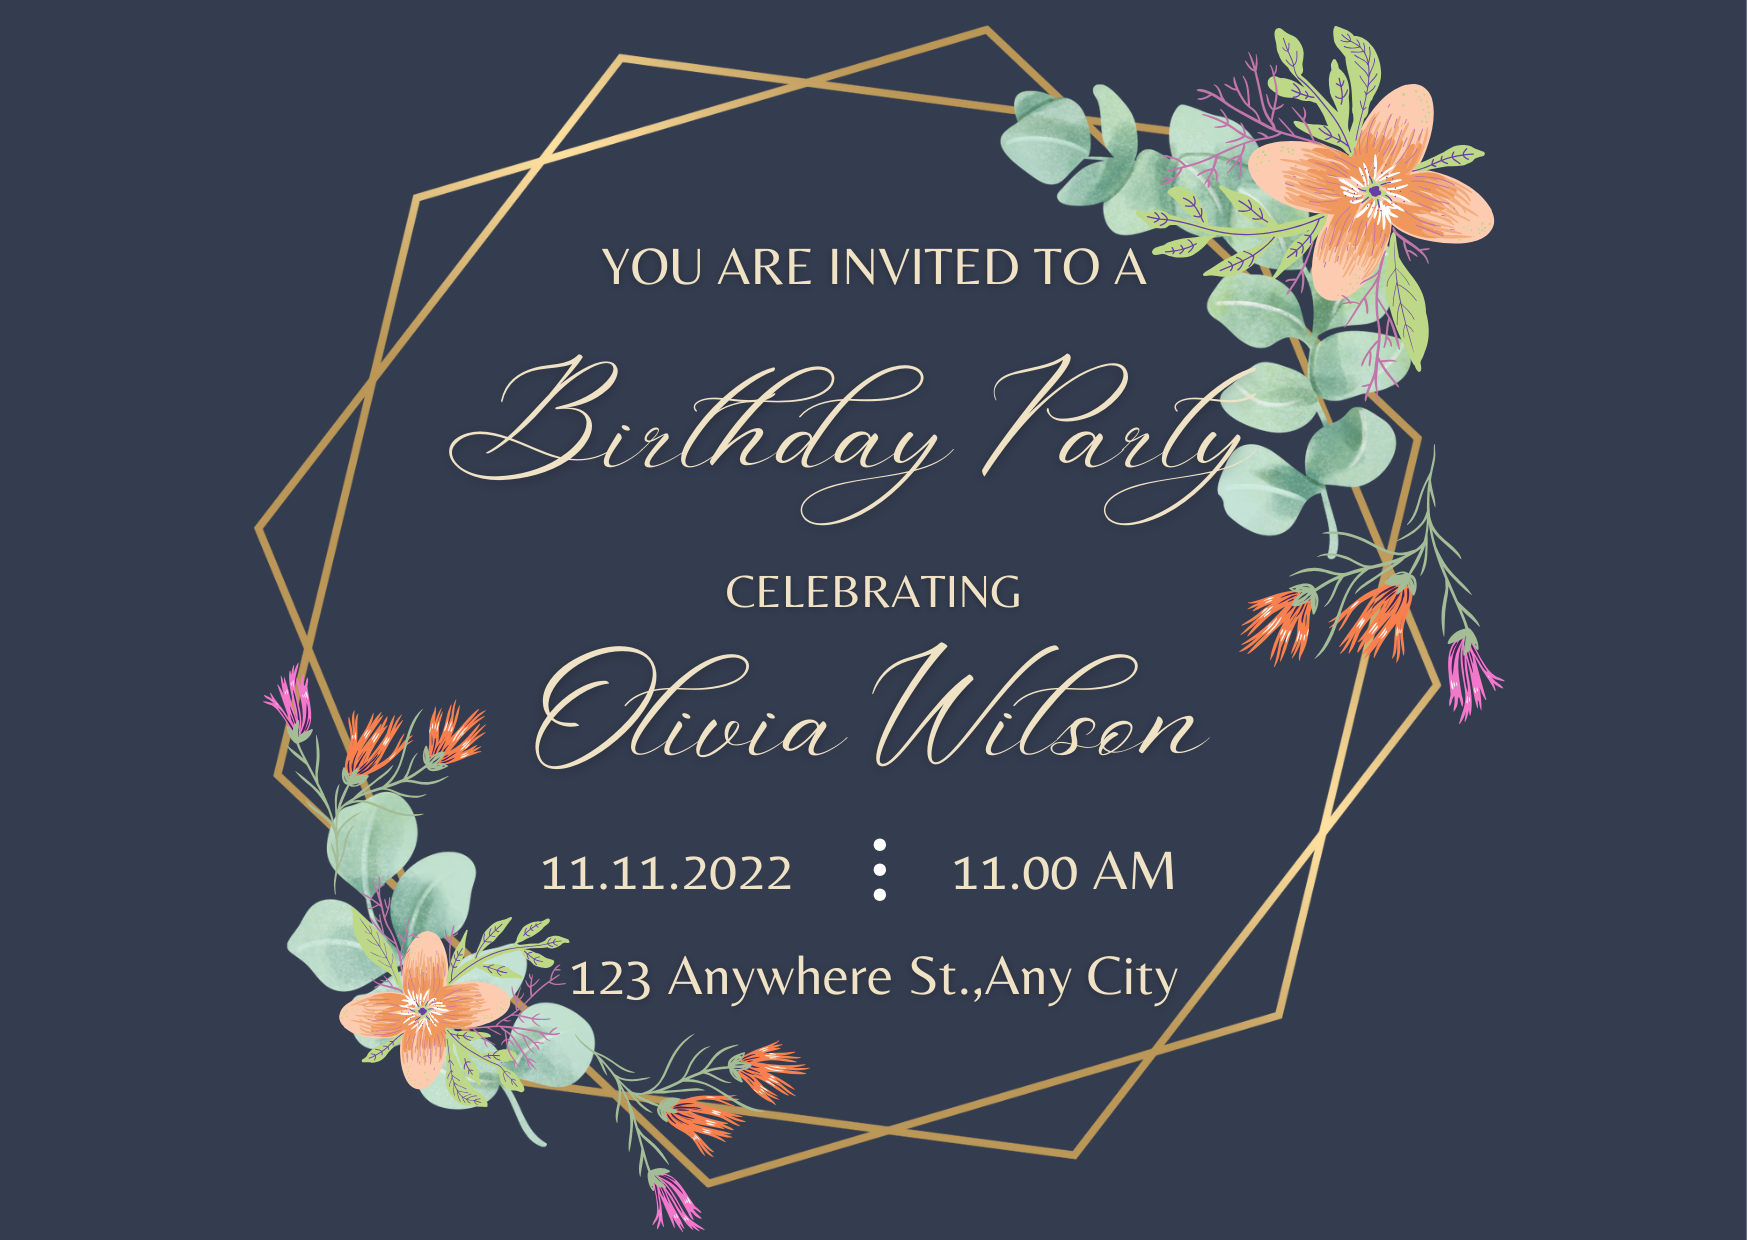 YOU ARE INVITED TO A
Birthday Party
CELEBRATING
Olivia Wilson
11.11.2022 11.00 AM
123 Anywhere St.,Any City